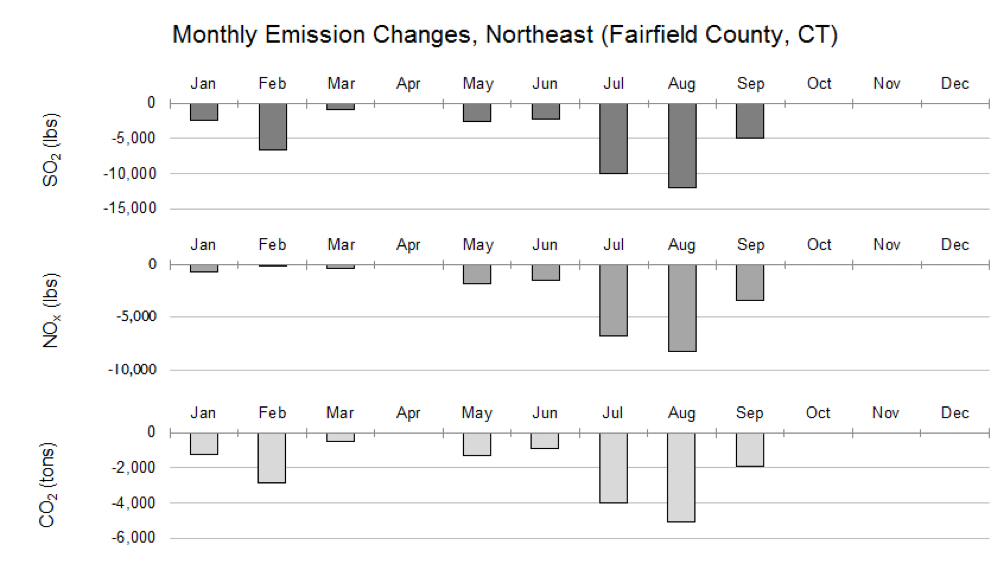 Monthly Emission Changes, Northeast (Fairfield County, CT)
Jan Feb Mar Apr May Jun Jul Aug Sep Oct Nov Dec
0
-5,000
-10,000
-15,000
SO₂ (lbs)
Jan Feb Mar Apr May Jun Jul Aug Sep Oct Nov Dec
0
-5,000
-10,000
NOₓ (lbs)
Jan Feb Mar Apr May Jun Jul Aug Sep Oct Nov Dec
0
-2,000
-4,000
-6,000
CO₂ (tons)